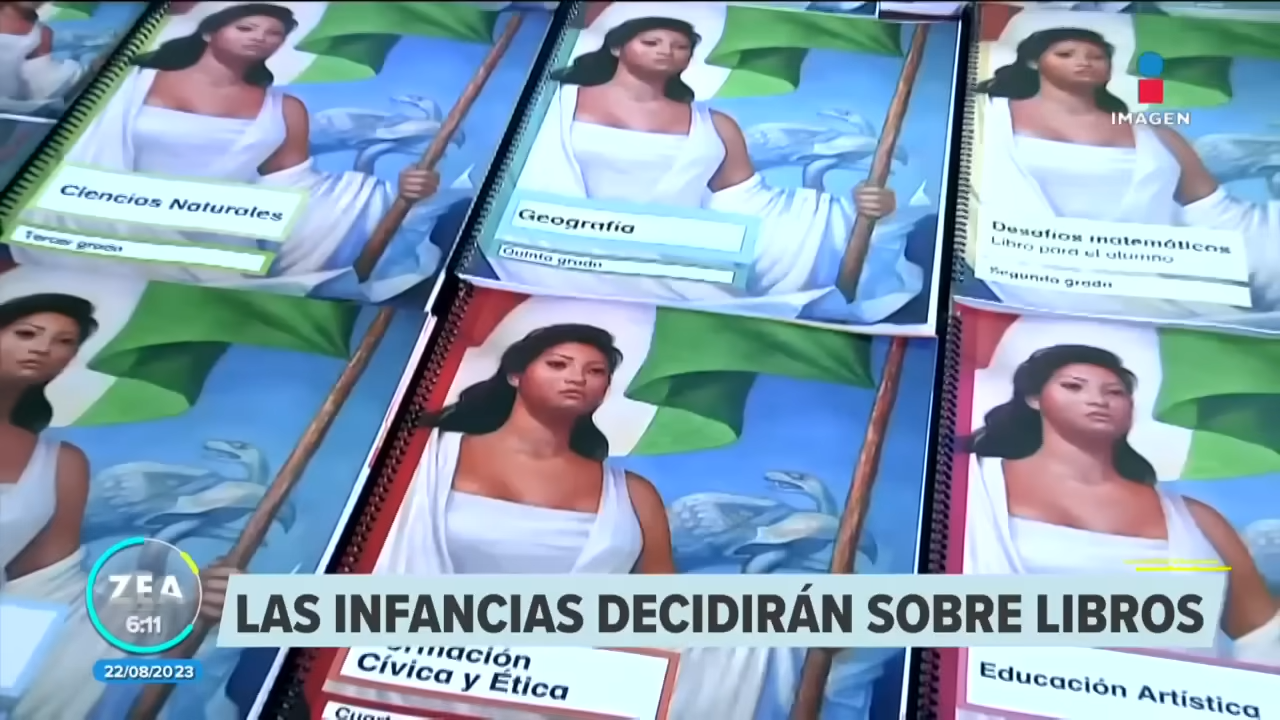 IMAGEN
Ciencias Naturales
Tercer grado
Geografía
Quinto grado
Desafíos matemáticos
Libro para el alumno
Segundo grado
ZEA
6:11
22/08/2023
LAS INFANCIAS DECIDIRÁN SOBRE LIBROS
Cívica y Ética
Educación Artística